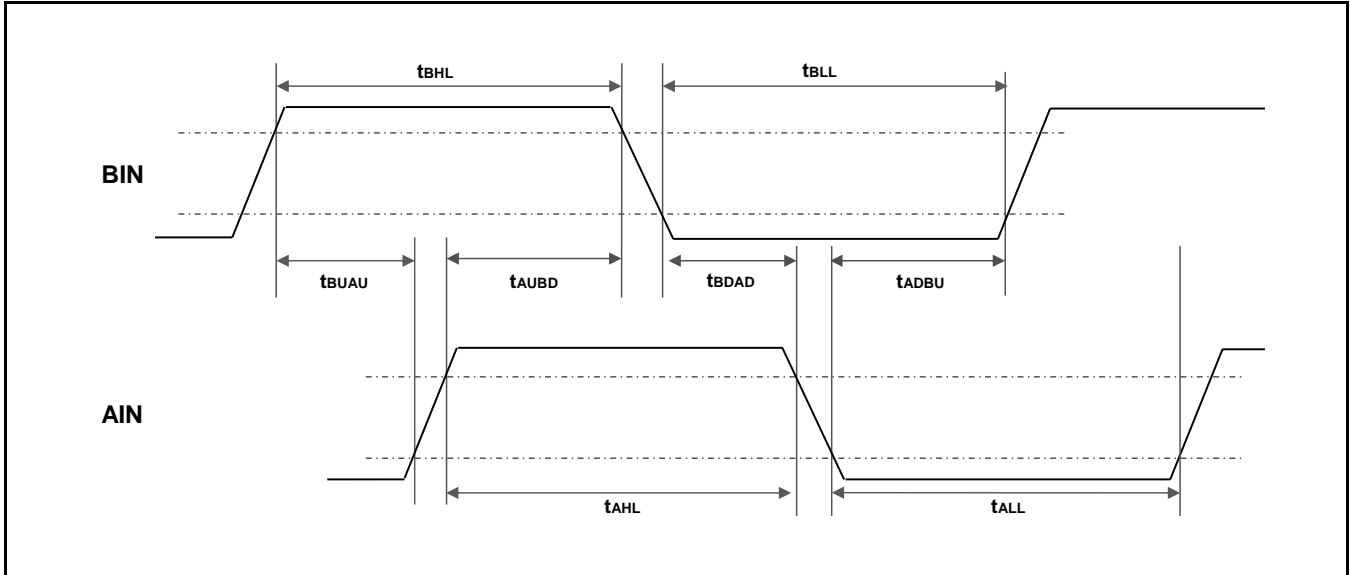 tBHL
tBLL
BIN
tBUAU
tAUBD
tBDAD
tADBU
AIN
tAHL
tALL